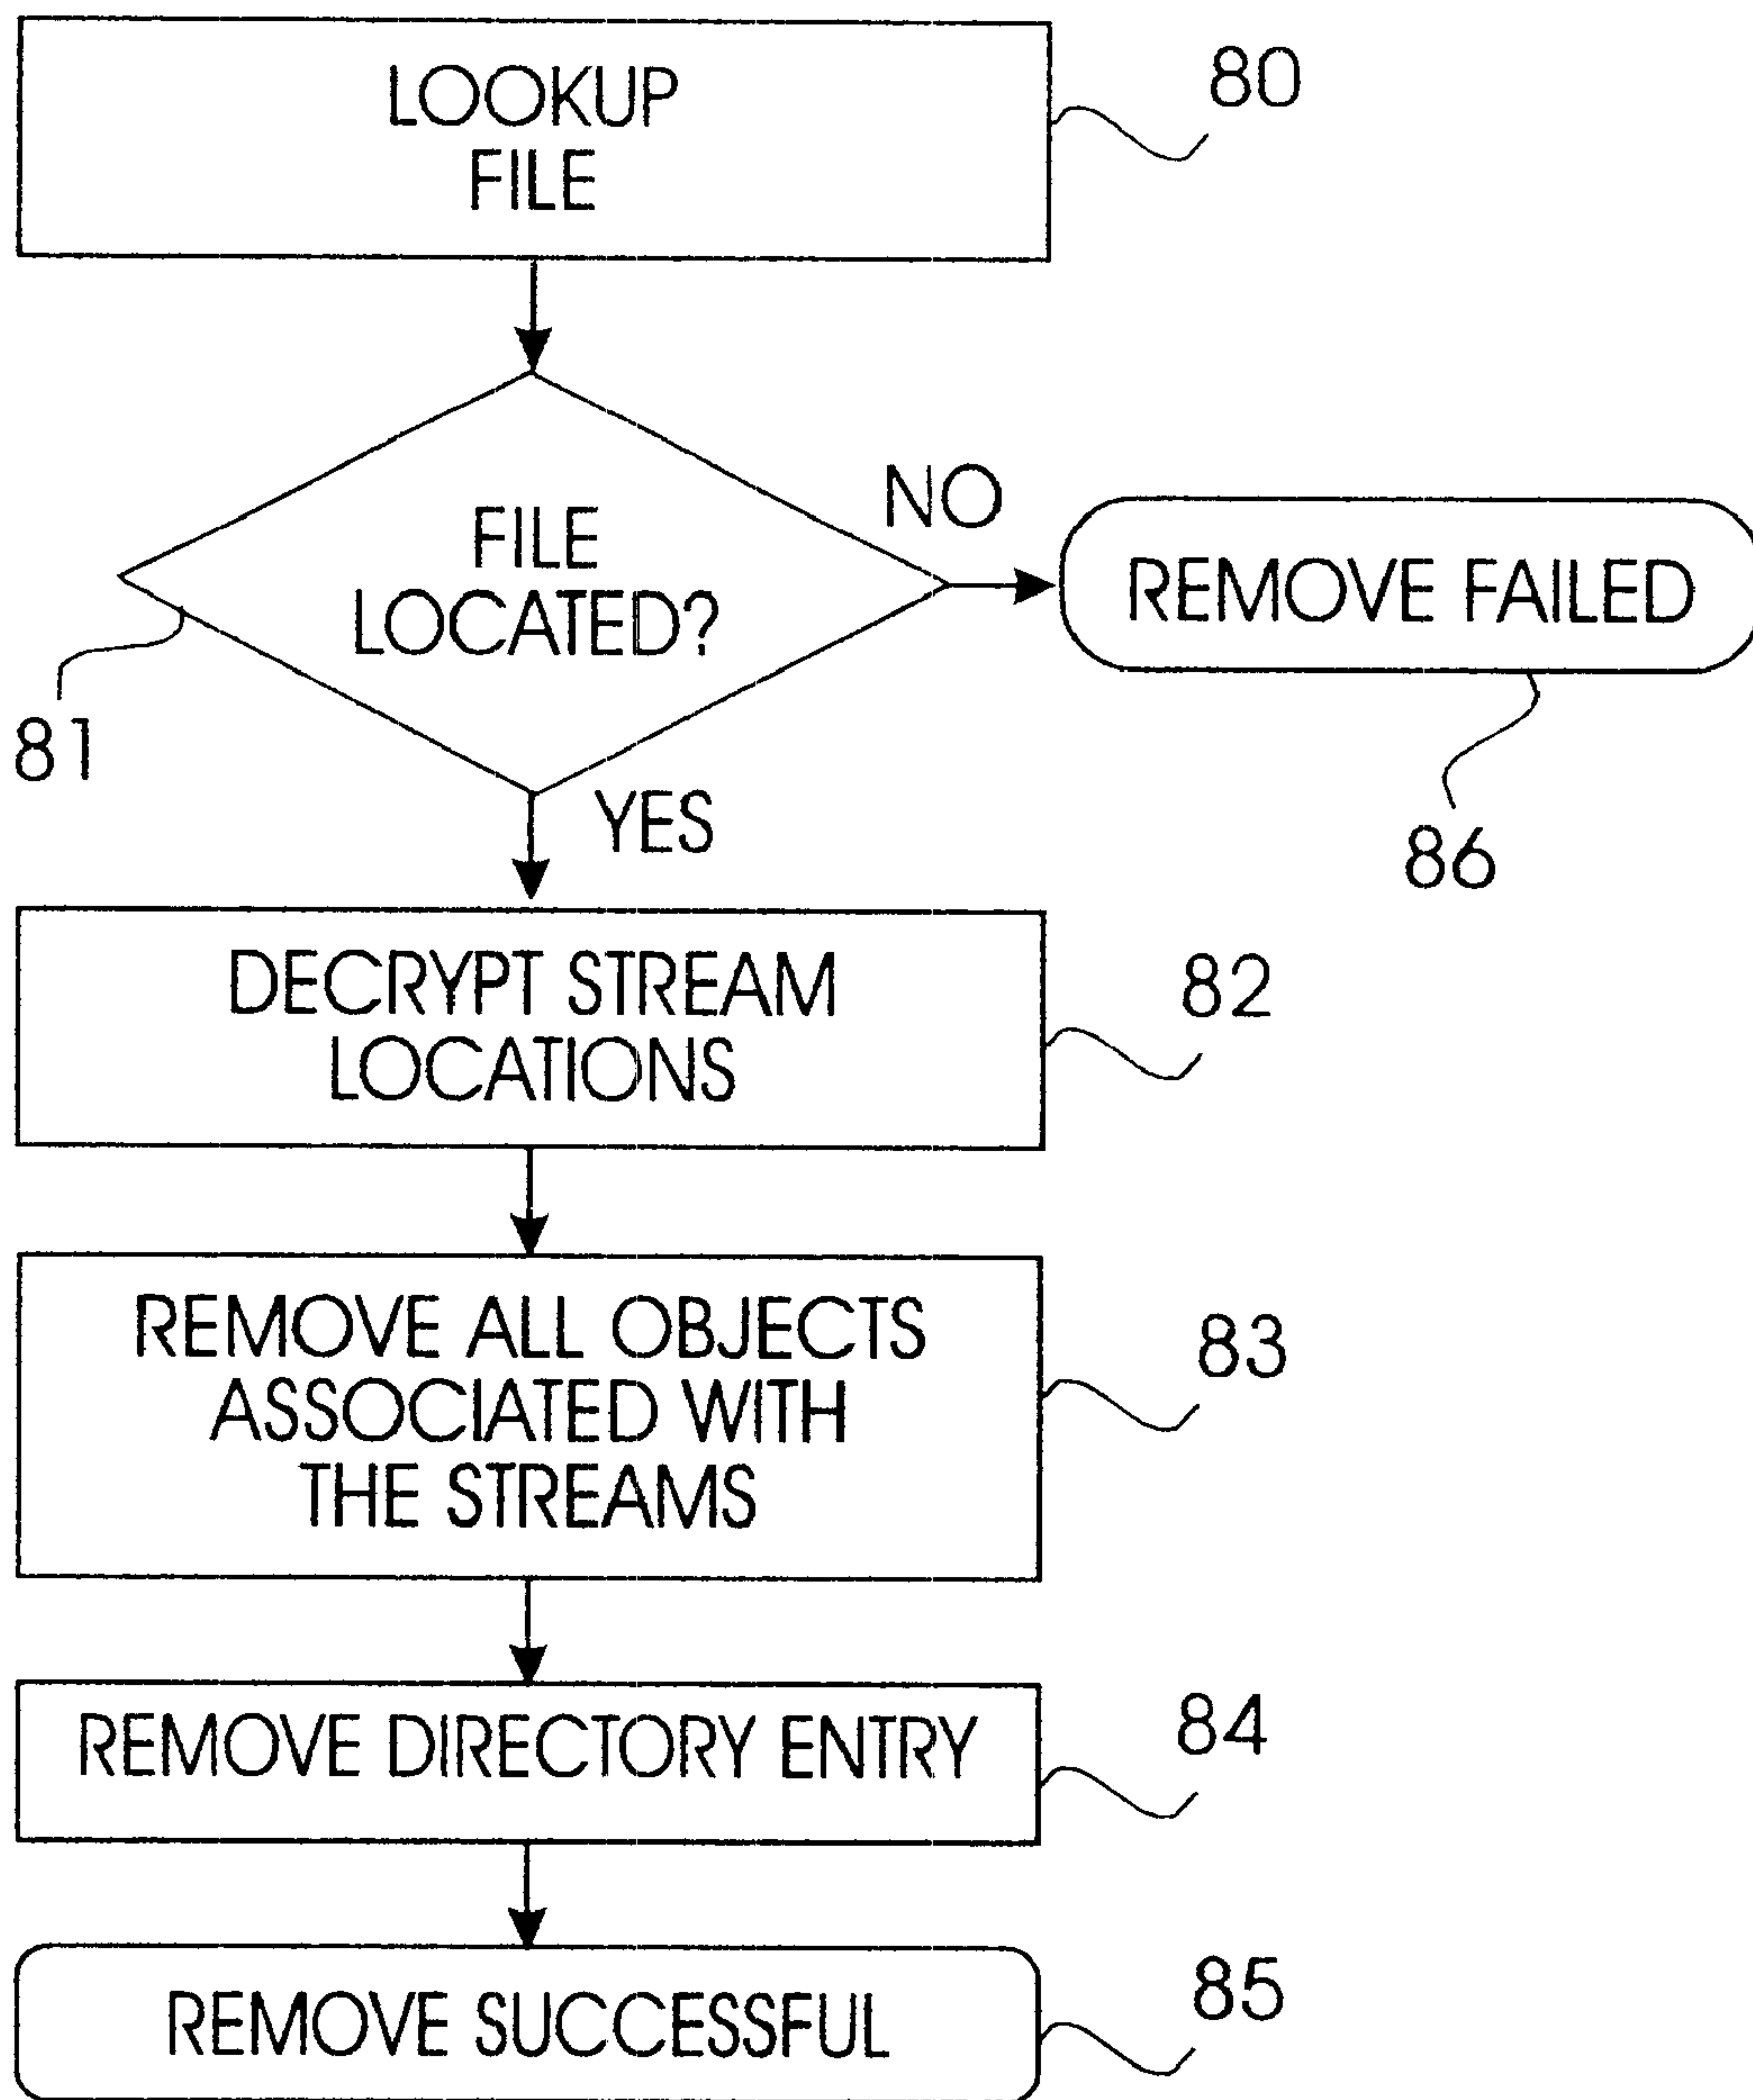 LOOKUP
FILE
80
FILE
LOCATED?
NO
REMOVE FAILED
81
86
YES
DECRYPT STREAM
LOCATIONS
82
REMOVE ALL OBJECTS
ASSOCIATED WITH
THE STREAMS
83
REMOVE DIRECTORY ENTRY
84
REMOVE SUCCESSFUL
85